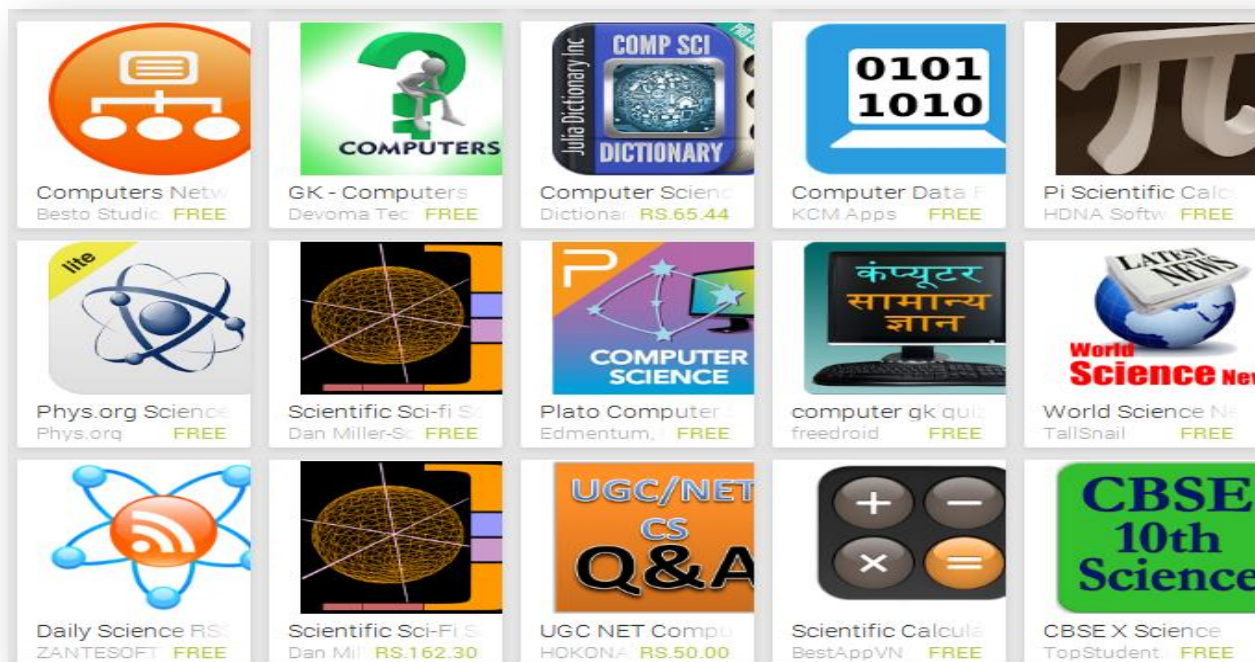 COMPUTERS
Julia Dictionary Inc
COMP SCI
DICTIONARY
0101
1010
Computers Netw
Besto Studio FREE
GK - Computers
Devoma Tec FREE
Computer Scienc
Dictionar RS.65.44
Computer Data
KCM Apps FREE
Pi Scientific Calc
HDNA Softw FREE
lite
P
COMPUTER
SCIENCE
कंप्यूटर
सामान्य
ज्ञान
LATEST
NEWS
World
Science New
Phys.org Science
Phys.org FREE
Scientific Sci-fi S
Dan Miller-Sc FREE
Plato Computer
Edmentum, FREE
computer gk quiz
freedroid FREE
World Science Ne
TallSnail FREE
UGC/NET
CS
Q&A
CBSE
10th
Science
Daily Science RS
ZANTESOFT FREE
Scientific Sci-Fi S
Dan Mil RS.162.30
UGC NET Compu
HOKONA RS.50.00
Scientific Calcula
BestAppVN FREE
CBSE X Science
TopStudent FREE